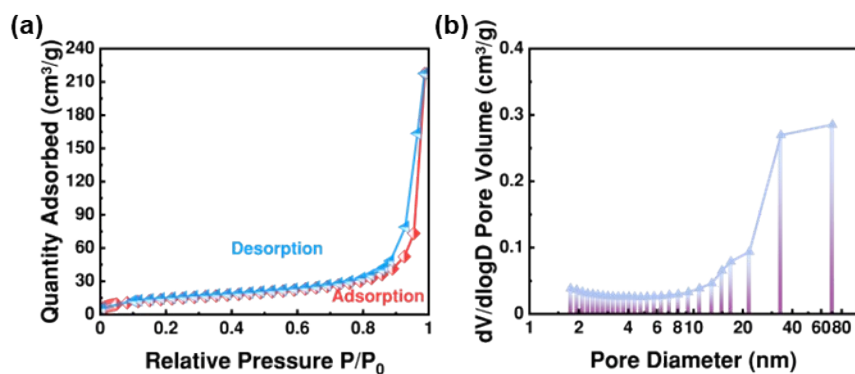 (a)
Quantity Adsorbed (cm³/g)
240
210
180
150
120
90
60
30
0
Desorption
Adsorption
0 0.2 0.4 0.6 0.8 1
Relative Pressure P/P₀
(b)
dV/dlogD Pore Volume (cm³/g)
0.4
0.3
0.2
0.1
0
1 2 4 6 8 10 20 40 60 80
Pore Diameter (nm)